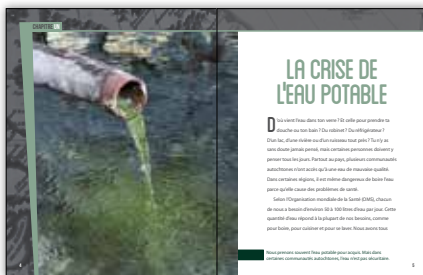 CHAPITRE UN
LA CRISE DE
L'EAU POTABLE
D'où vient l'eau dans ton verre ? Et celle pour prendre ta
douche ou ton bain ? Du robinet ? Du réfrigérateur ?
D'un lac, d'une rivière ou d'un ruisseau tout près ? Tu n'y as
sans doute jamais pensé, mais certaines personnes doivent y
penser tous les jours. Partout au pays, plusieurs communautés
autochtones n'ont accès qu'à une eau de mauvaise qualité.
Dans certaines régions, il est même dangereux de boire l'eau
parce qu'elle cause des problèmes de santé.
Selon l'Organisation mondiale de la Santé (OMS), chacun
de nous a besoin d'environ 50 à 100 litres d'eau par jour. Cette
quantité d'eau répond à la plupart de nos besoins, comme
pour boire, pour cuisiner et pour se laver. Nous avons tous
Nous prenons souvent l'eau potable pour acquis. Mais dans
certaines communautés autochtones, l'eau n'est pas sécuritaire.
4
5